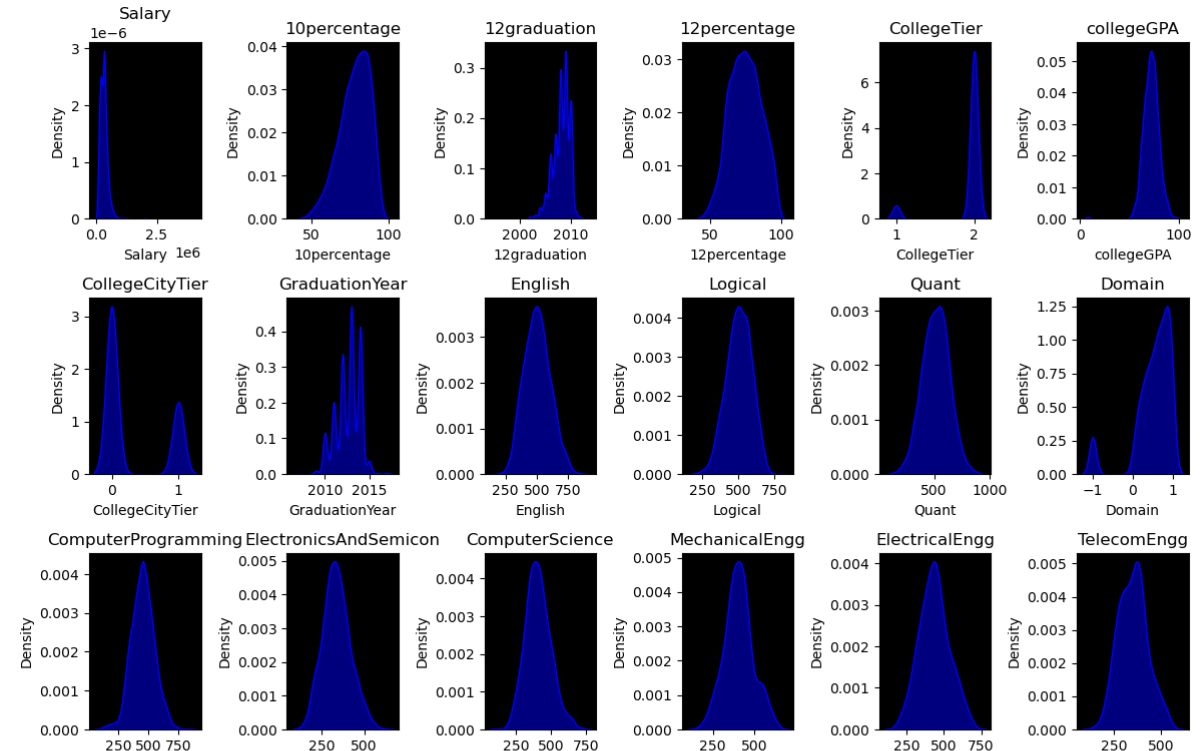 Salary
1e−6
3
2
1
0
Density
0.0 2.5
Salary 1e6
10percentage
0.04
0.03
0.02
0.01
0.00
Density
50 100
10percentage
12graduation
0.3
0.2
0.1
0.0
Density
2000 2010
12graduation
12percentage
0.03
0.02
0.01
0.00
Density
50 100
12percentage
CollegeTier
6
4
2
0
Density
1 2
CollegeTier
collegeGPA
0.05
0.04
0.03
0.02
0.01
0.00
Density
0 100
collegeGPA
CollegeCityTier
3
2
1
0
Density
0 1
CollegeCityTier
GraduationYear
0.4
0.3
0.2
0.1
0.0
Density
2010 2015
GraduationYear
English
0.003
0.002
0.001
0.000
Density
250 500 750
English
Logical
0.004
0.003
0.002
0.001
0.000
Density
250 500 750
Logical
Quant
0.003
0.002
0.001
0.000
Density
500 1000
Quant
Domain
1.25
1.00
0.75
0.50
0.25
0.00
Density
−1 0 1
Domain
ComputerProgramming
0.004
0.003
0.002
0.001
0.000
Density
250 500 750
ElectronicsAndSemicon
0.005
0.004
0.003
0.002
0.001
0.000
Density
250 500
ComputerScience
0.004
0.003
0.002
0.001
0.000
Density
250 500
MechanicalEngg
0.005
0.004
0.003
0.002
0.001
0.000
Density
250 500
ElectricalEngg
0.004
0.003
0.002
0.001
0.000
Density
250 500
TelecomEngg
0.005
0.004
0.003
0.002
0.001
0.000
Density
250 500